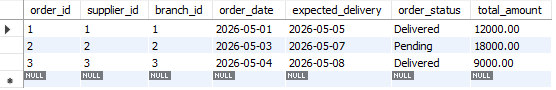 order_id supplier_id branch_id order_date expected_delivery order_status total_amount
1 1 1 2026-05-01 2026-05-05 Delivered 12000.00
2 2 2 2026-05-03 2026-05-07 Pending 18000.00
3 3 3 2026-05-04 2026-05-08 Delivered 9000.00
NULL NULL NULL NULL NULL NULL NULL